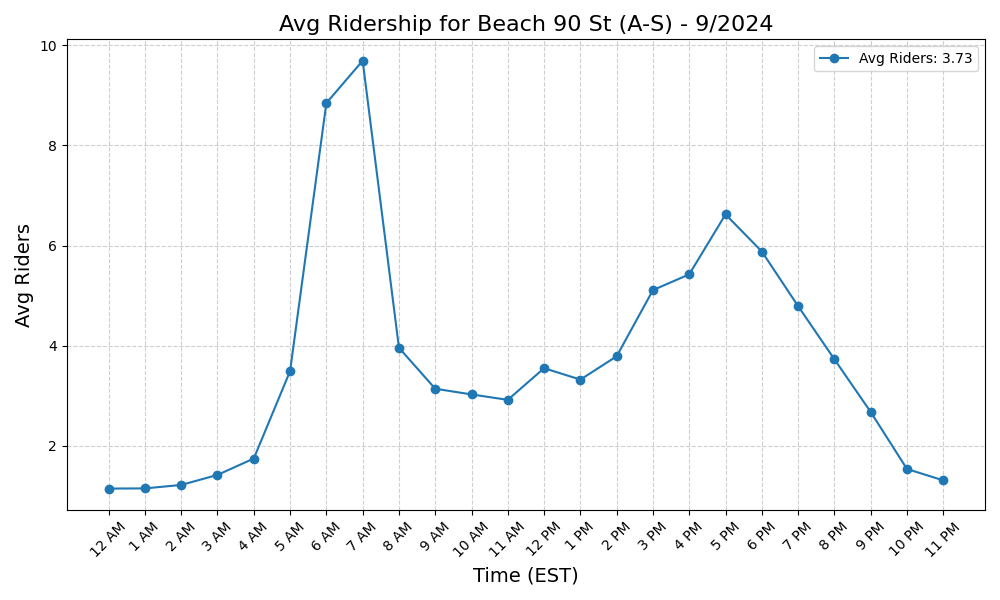 Avg Ridership for Beach 90 St (A-S) - 9/2024
Avg Riders: 3.73
10
8
6
4
2
Avg Riders
12 AM
1 AM
2 AM
3 AM
4 AM
5 AM
6 AM
7 AM
8 AM
9 AM
10 AM
11 AM
12 PM
1 PM
2 PM
3 PM
4 PM
5 PM
6 PM
7 PM
8 PM
9 PM
10 PM
11 PM
Time (EST)